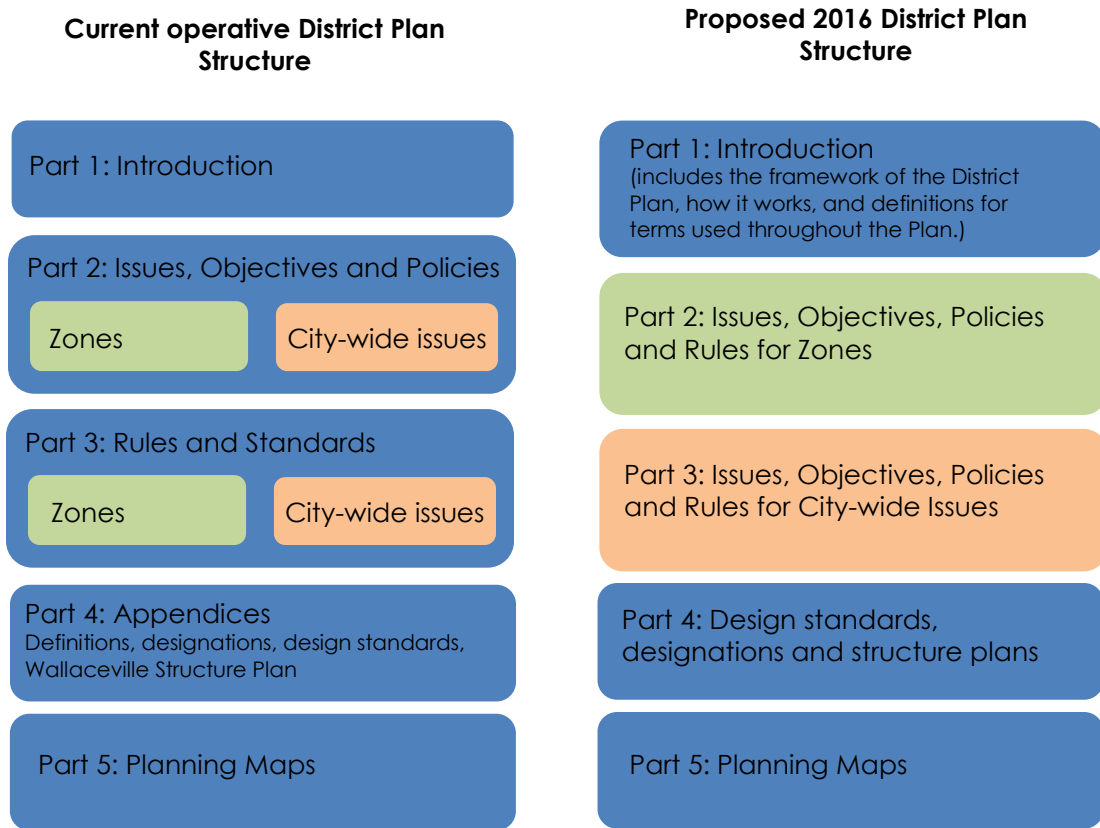 Current operative District Plan
Structure
Part 1: Introduction
Part 2: Issues, Objectives and Policies
Zones
City-wide issues
Part 3: Rules and Standards
Zones
City-wide issues
Part 4: Appendices
Definitions, designations, design standards,
Wallaceville Structure Plan
Part 5: Planning Maps
Proposed 2016 District Plan
Structure
Part 1: Introduction
(includes the framework of the District
Plan, how it works, and definitions for
terms used throughout the Plan.)
Part 2: Issues, Objectives, Policies
and Rules for Zones
Part 3: Issues, Objectives, Policies
and Rules for City-wide Issues
Part 4: Design standards,
designations and structure plans
Part 5: Planning Maps